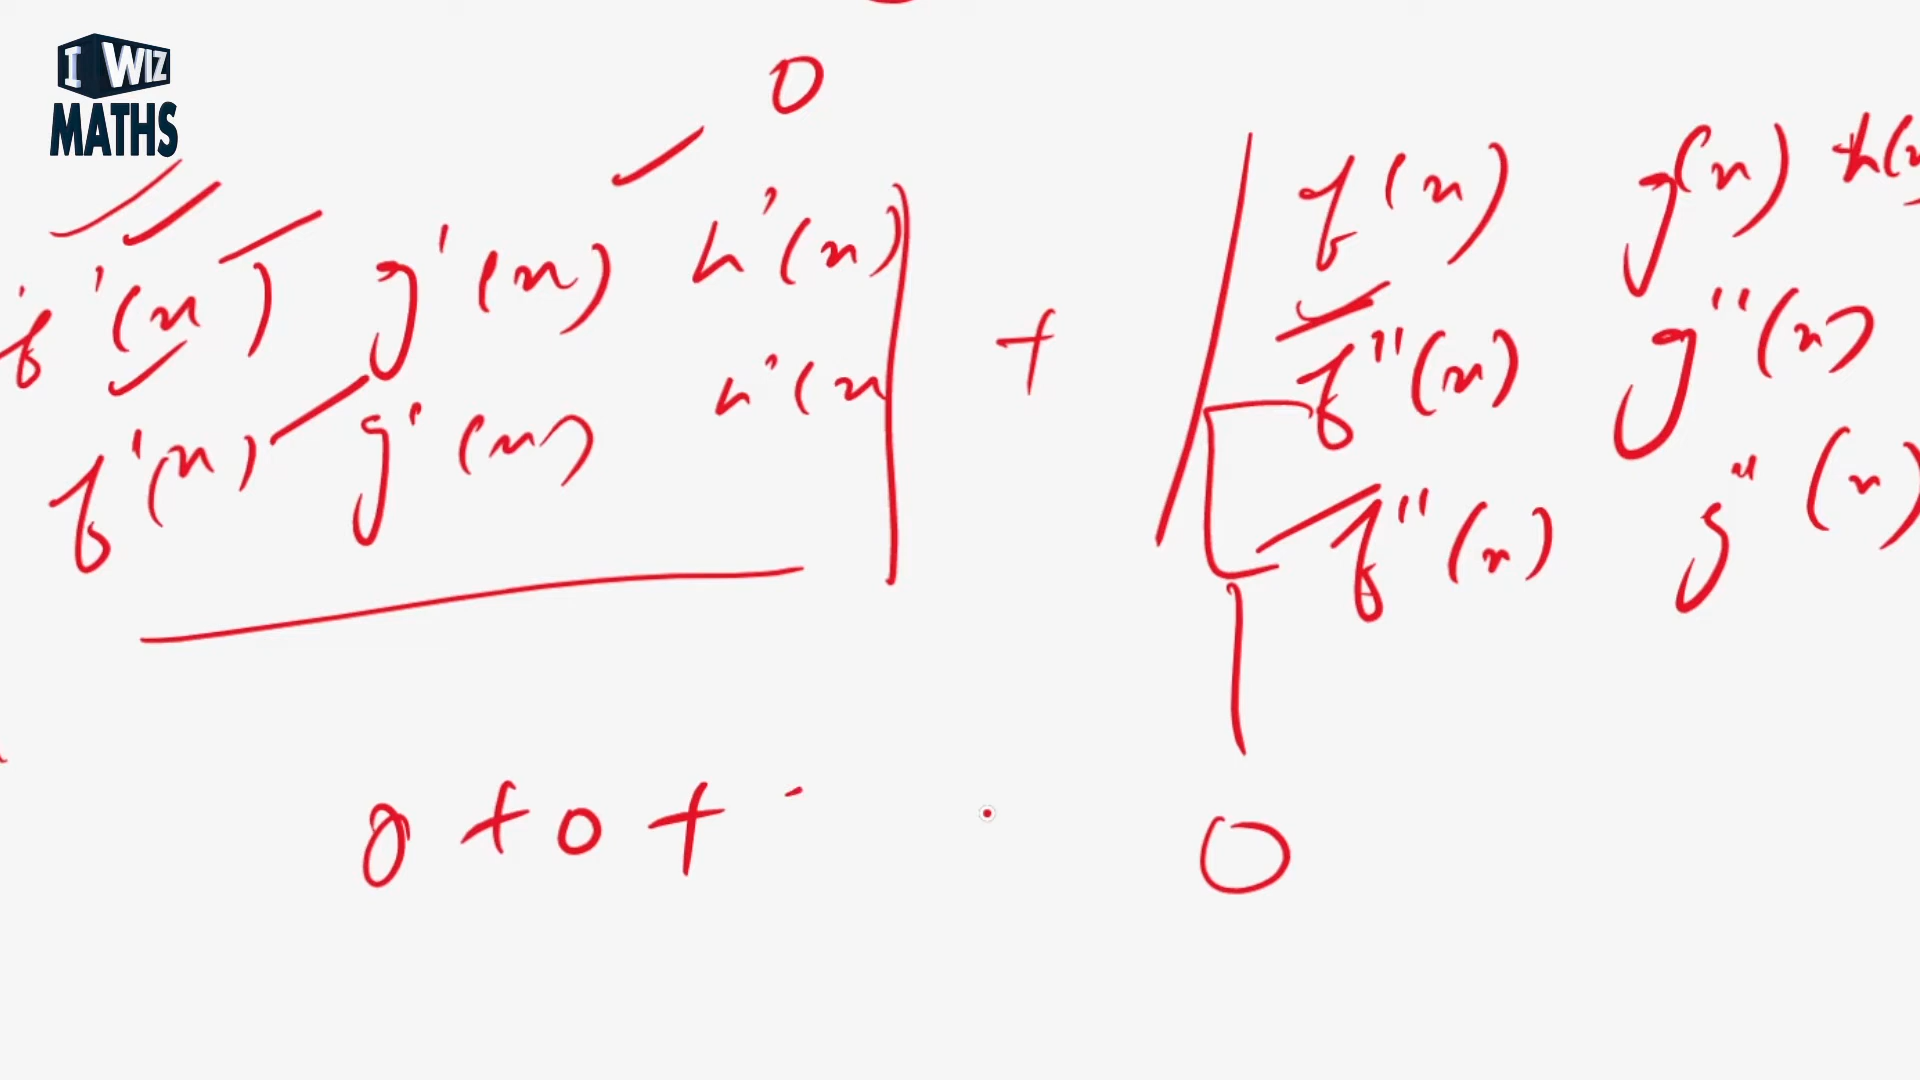 I WIZ
MATHS
0
f'(x) g'(x) h'(x)
f'(x) g'(x) h'(x
+
f(x) g(x) h(x
f''(x) g''(x)
f''(x) g''(x)
0 + 0 +
0